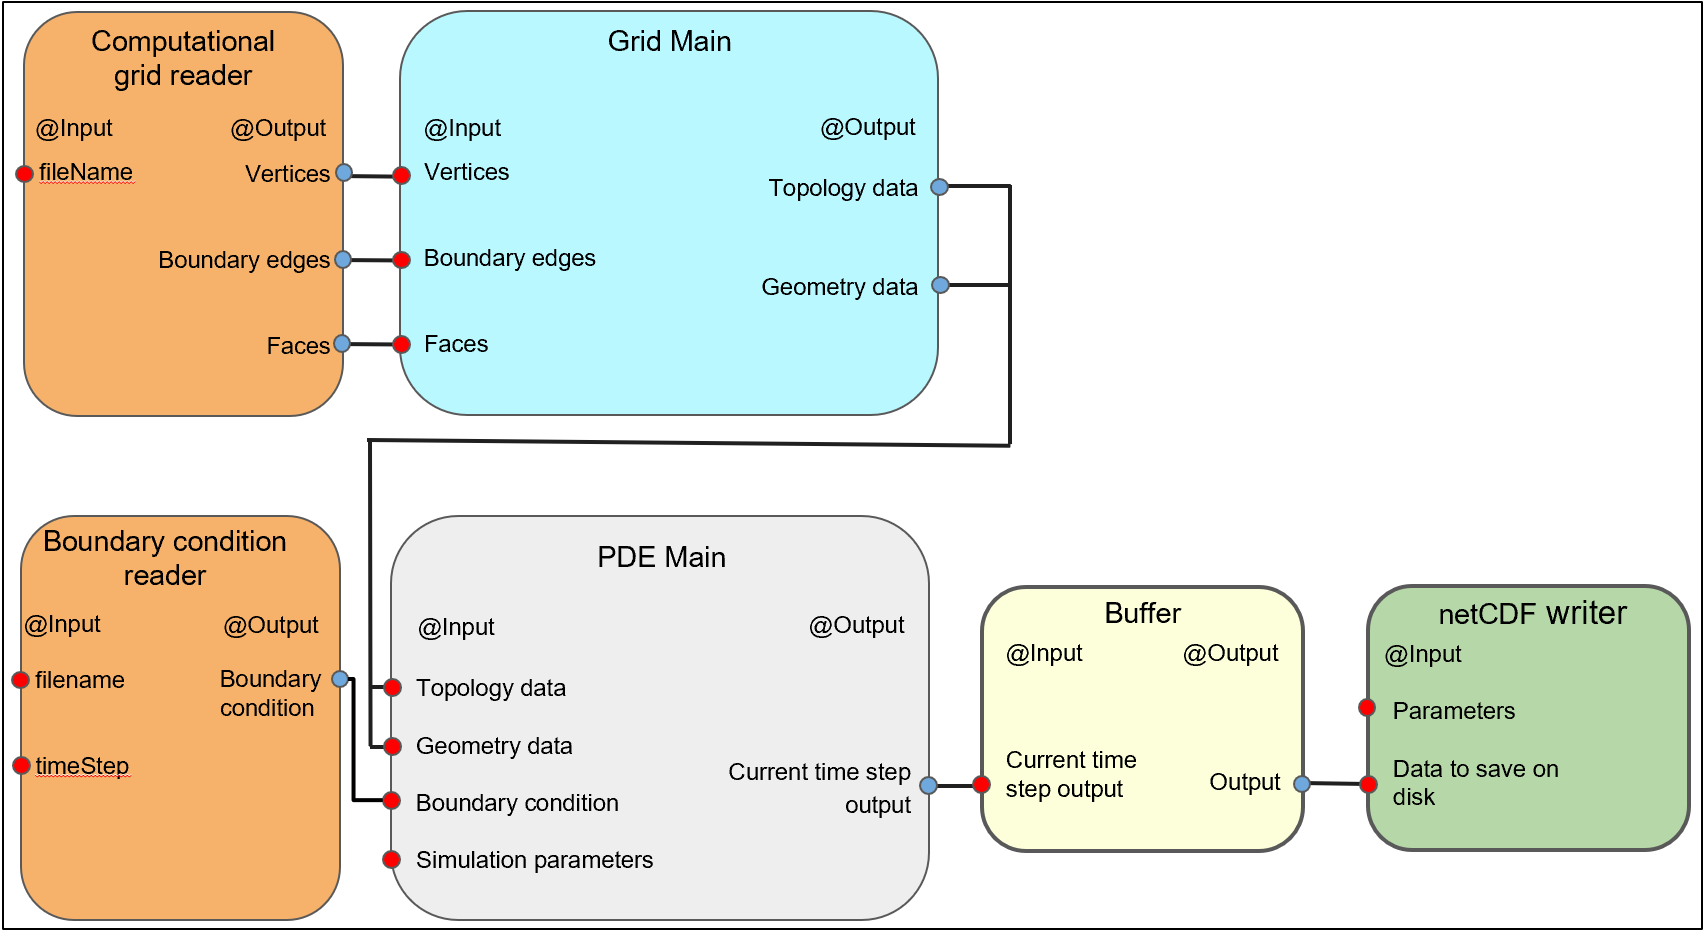 Computational
grid reader
@Input
@Output
fileName
Vertices
Boundary edges
Faces
Grid Main
@Input
@Output
Vertices
Topology data
Boundary edges
Geometry data
Faces
Boundary condition
reader
@Input
@Output
filename
Boundary
condition
timeStep
PDE Main
@Input
@Output
Topology data
Geometry data
Current time step
output
Boundary condition
Simulation parameters
Buffer
@Input
@Output
Current time
step output
Output
netCDF writer
@Input
Parameters
Data to save on
disk